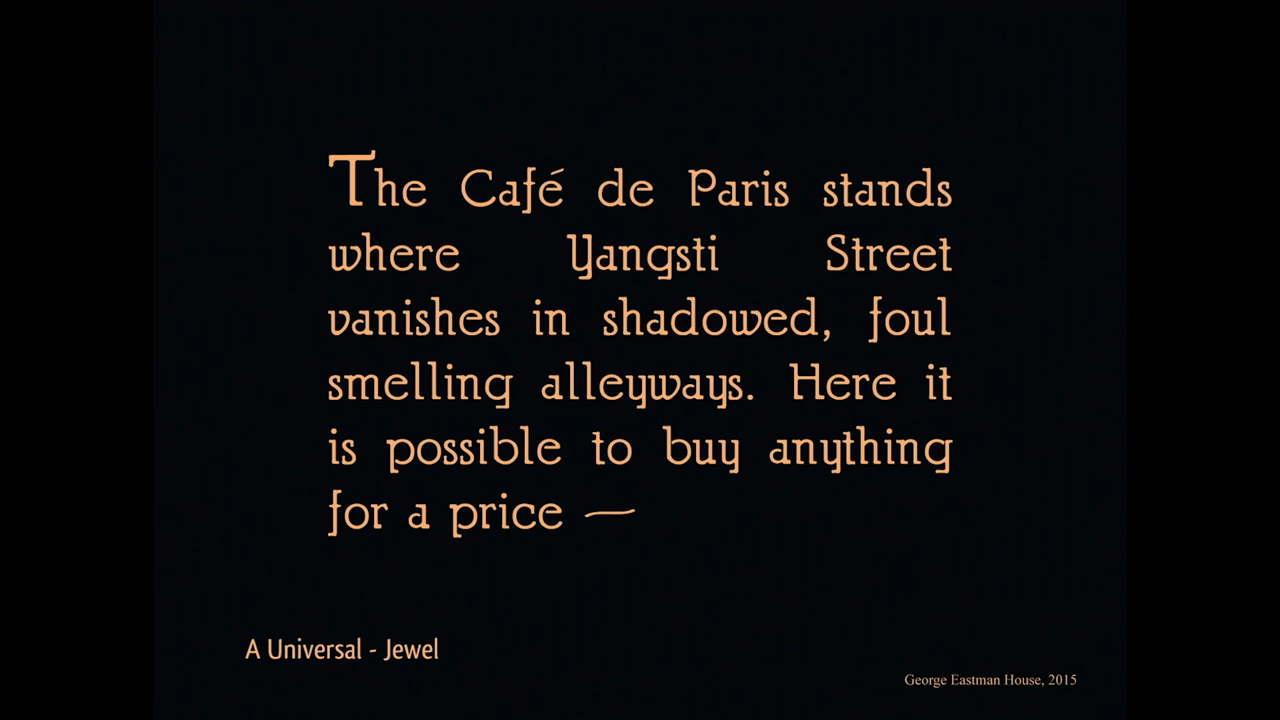 The Café de Paris stands
where Yangsti Street
vanishes in shadowed, foul
smelling alleyways. Here it
is possible to buy anything
for a price —
A Universal - Jewel
George Eastman House, 2015